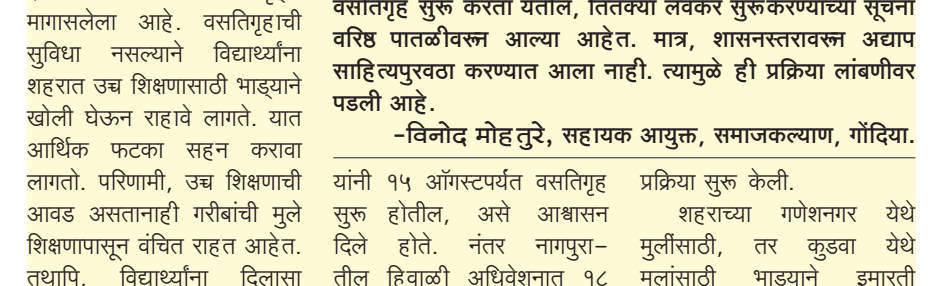 मागासलेला आहे. वसतिगृहाची
सुविधा नसल्याने विद्यार्थ्यांना
शहरात उच्च शिक्षणासाठी भाड्याने
खोली घेऊन राहावे लागते. यात
आर्थिक फटका सहन करावा
लागतो. परिणामी, उच्च शिक्षणाची
आवड असतानाही गरीबांची मुले
शिक्षणापासून वंचित राहत आहेत.
तथापि, विद्यार्थ्यांना दिलासा
वसतिगृह सुरू करता येतील, तितक्या लवकर सुरूकरण्याच्या सूचना
वरिष्ठ पातळीवरून आल्या आहेत. मात्र, शासनस्तरावरून अद्याप
साहित्यपुरवठा करण्यात आला नाही. त्यामुळे ही प्रक्रिया लांबणीवर
पडली आहे.
-विनोद मोहतुरे, सहायक आयुक्त, समाजकल्याण, गोंदिया.
यांनी १५ ऑगस्टपर्यत वसतिगृह
सुरू होतील, असे आश्वासन
दिले होते. नंतर नागपुरा-
तील हिवाळी अधिवेशनात १८
प्रक्रिया सुरू केली.
शहराच्या गणेशनगर येथे
मुलींसाठी, तर कुडवा येथे
मुलांसाठी भाड्याने इमारती